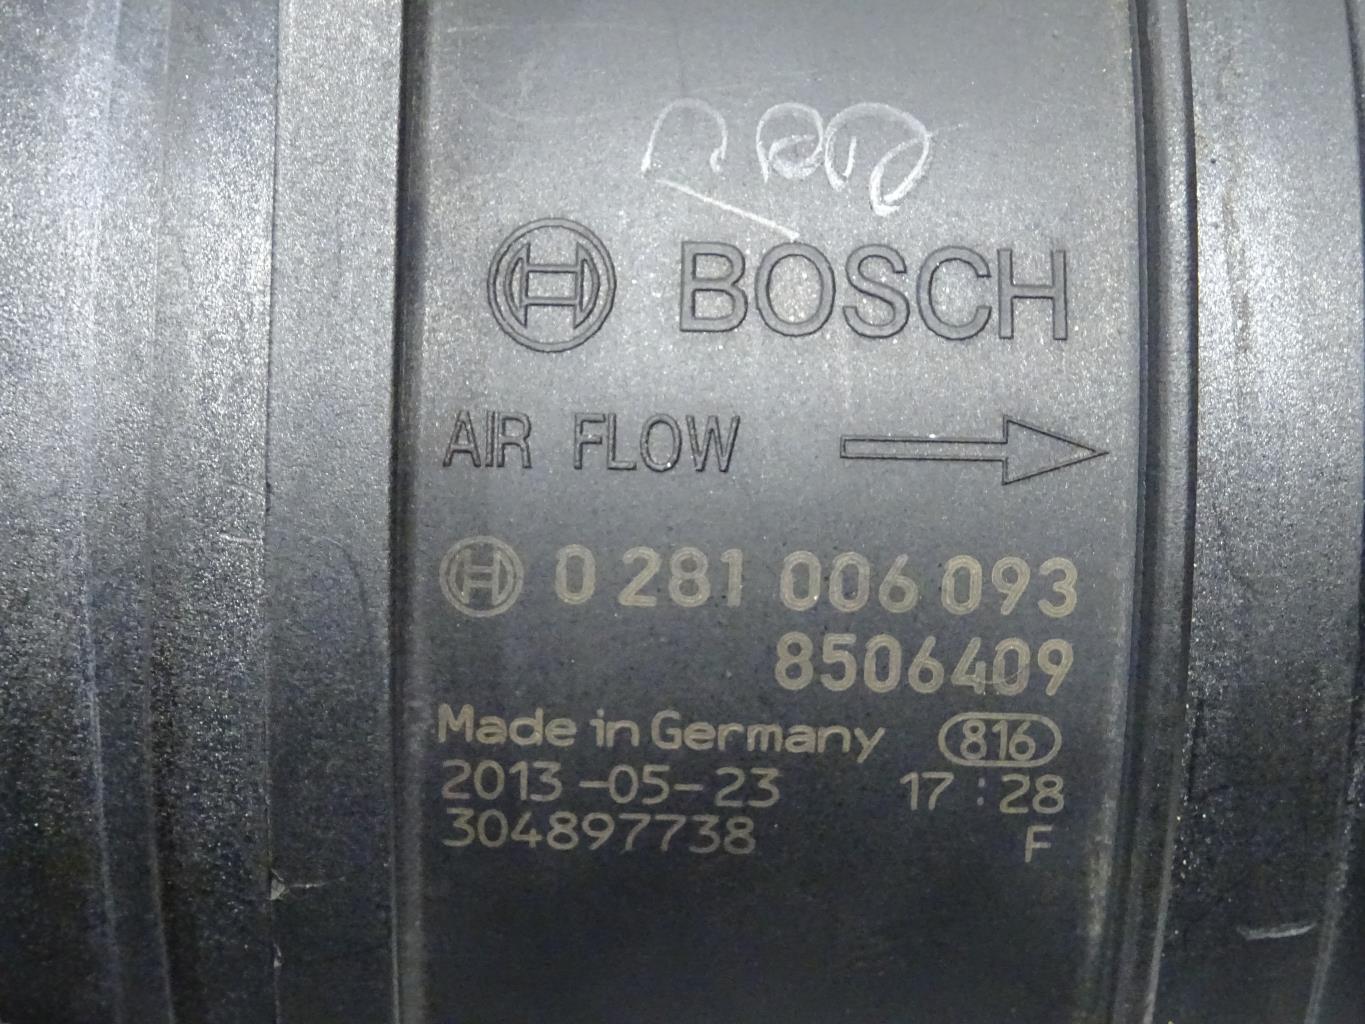 BOSCH
AIR FLOW
0 281 006 093
8506409
Made in Germany 816
2013-05-23 17:28
304897738 F